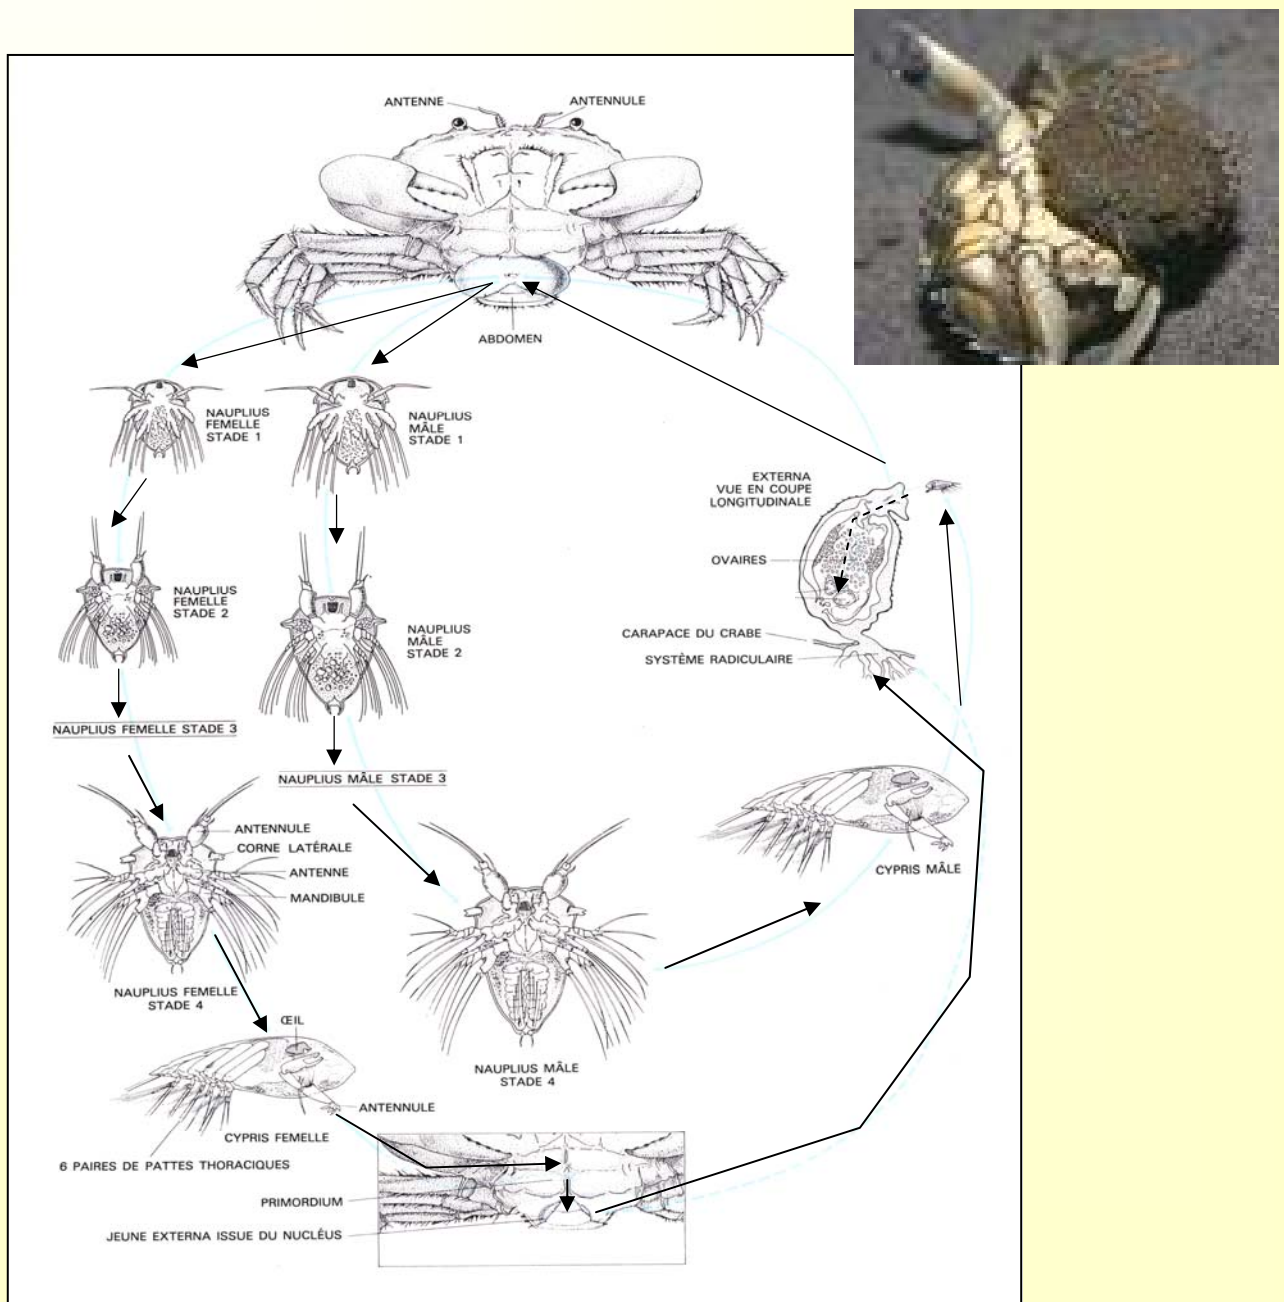 ANTENNE
ANTENNULE
ABDOMEN
NAUPLIUS
FEMELLE
STADE 1
NAUPLIUS
MÂLE
STADE 1
EXTERNA
VUE EN COUPE
LONGITUDINALE
OVAIRES
NAUPLIUS
FEMELLE
STADE 2
NAUPLIUS
MÂLE
STADE 2
CARAPACE DU CRABE
SYSTÈME RADICULAIRE
NAUPLIUS FEMELLE STADE 3
NAUPLIUS MÂLE STADE 3
ANTENNULE
CORNE LATÉRALE
ANTENNE
MANDIBULE
CYPRIS MÂLE
NAUPLIUS FEMELLE
STADE 4
ŒIL
NAUPLIUS MÂLE
STADE 4
ANTENNULE
CYPRIS FEMELLE
6 PAIRES DE PATTES THORACIQUES
PRIMORDIUM
JEUNE EXTERNA ISSUE DU NUCLÉUS